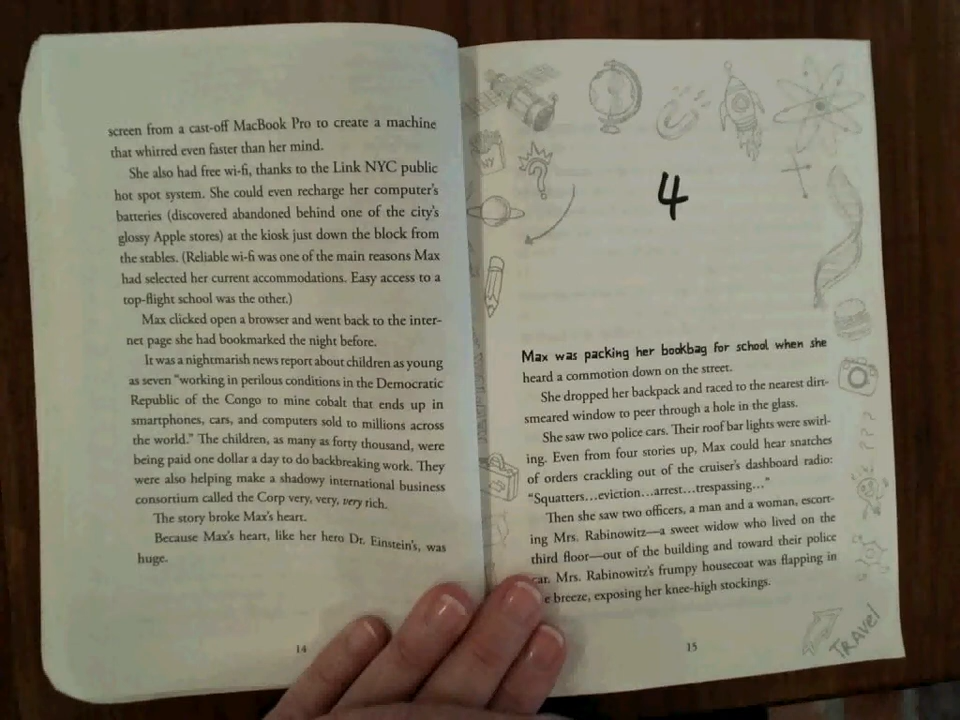 screen from a cast-off MacBook Pro to create a machine
that whirred even faster than her mind.
She also had free wi-fi, thanks to the Link NYC public
hot spot system. She could even recharge her computer's
batteries (discovered abandoned behind one of the city's
glossy Apple stores) at the kiosk just down the block from
the stables. (Reliable wi-fi was one of the main reasons Max
had selected her current accommodations. Easy access to a
top-flight school was the other.)
Max clicked open a browser and went back to the inter-
net page she had bookmarked the night before.
It was a nightmarish news report about children as young
as seven "working in perilous conditions in the Democratic
Republic of the Congo to mine cobalt that ends up in
smartphones, cars, and computers sold to millions across
the world." The children, as many as forty thousand, were
being paid one dollar a day to do backbreaking work. They
were also helping make a shadowy international business
consortium called the Corp very, very, very rich.
The story broke Max's heart.
Because Max's heart, like her hero Dr. Einstein's, was
huge.
14
4
Max was packing her bookbag for school when she
heard a commotion down on the street.
She dropped her backpack and raced to the nearest dirt-
smeared window to peer through a hole in the glass.
She saw two police cars. Their roof bar lights were swirl-
ing. Even from four stories up, Max could hear snatches
of orders crackling out of the cruiser's dashboard radio:
"Squatters…eviction…arrest…trespassing…"
Then she saw two officers, a man and a woman, escort-
ing Mrs. Rabinowitz—a sweet widow who lived on the
third floor—out of the building and toward their police
car. Mrs. Rabinowitz's frumpy housecoat was flapping in
e breeze, exposing her knee-high stockings.
15
TRAVEL